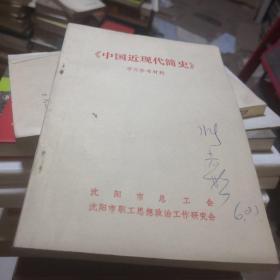 《中国近现代简史》
学习参考材料
沈阳市总工会
沈阳市职工思想政治工作研究会